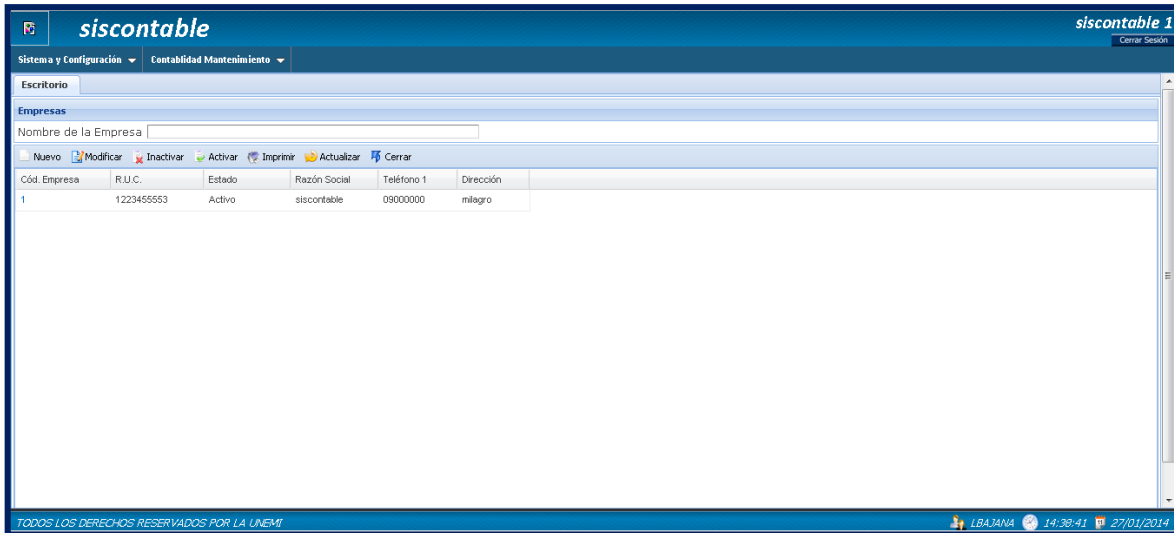 siscontable
siscontable 1
Cerrar Sesión
Sistema y Configuración Contablidad Mantenimiento
Escritorio
Empresas
Nombre de la Empresa
Nuevo Modificar Inactivar Activar Imprimir Actualizar Cerrar
Cód. Empresa R.U.C. Estado Razón Social Teléfono 1 Dirección
1 1223455553 Activo siscontable 09000000 milagro
TODOS LOS DERECHOS RESERVADOS POR LA UNEMI LBAJANA 14:38:41 27/01/2014